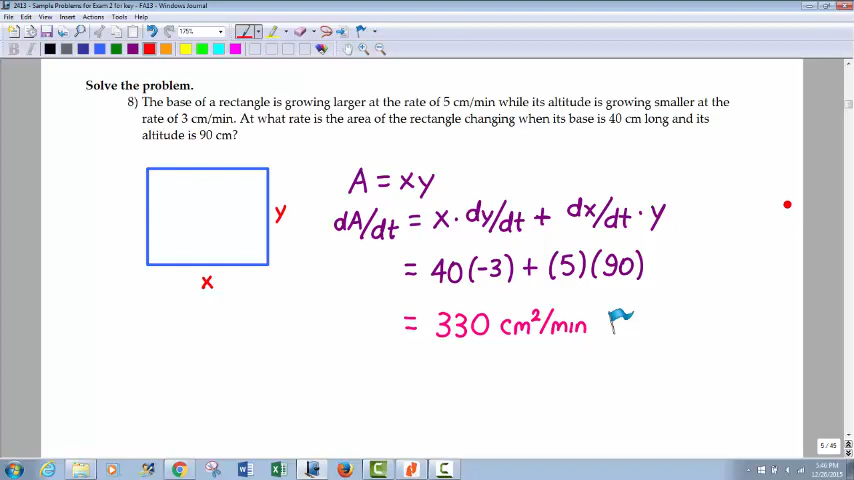 2413 - Sample Problems for Exam 2 for key - FA13 - Windows Journal
File Edit View Insert Actions Tools Help
175%
Solve the problem.
8) The base of a rectangle is growing larger at the rate of 5 cm/min while its altitude is growing smaller at the
rate of 3 cm/min. At what rate is the area of the rectangle changing when its base is 40 cm long and its
altitude is 90 cm?
A = xy
y
dA/dt = x · dy/dt + dx/dt · y
= 40(-3) + (5)(90)
x
= 330 cm²/min
5 / 45
5:46 PM
12/26/2015